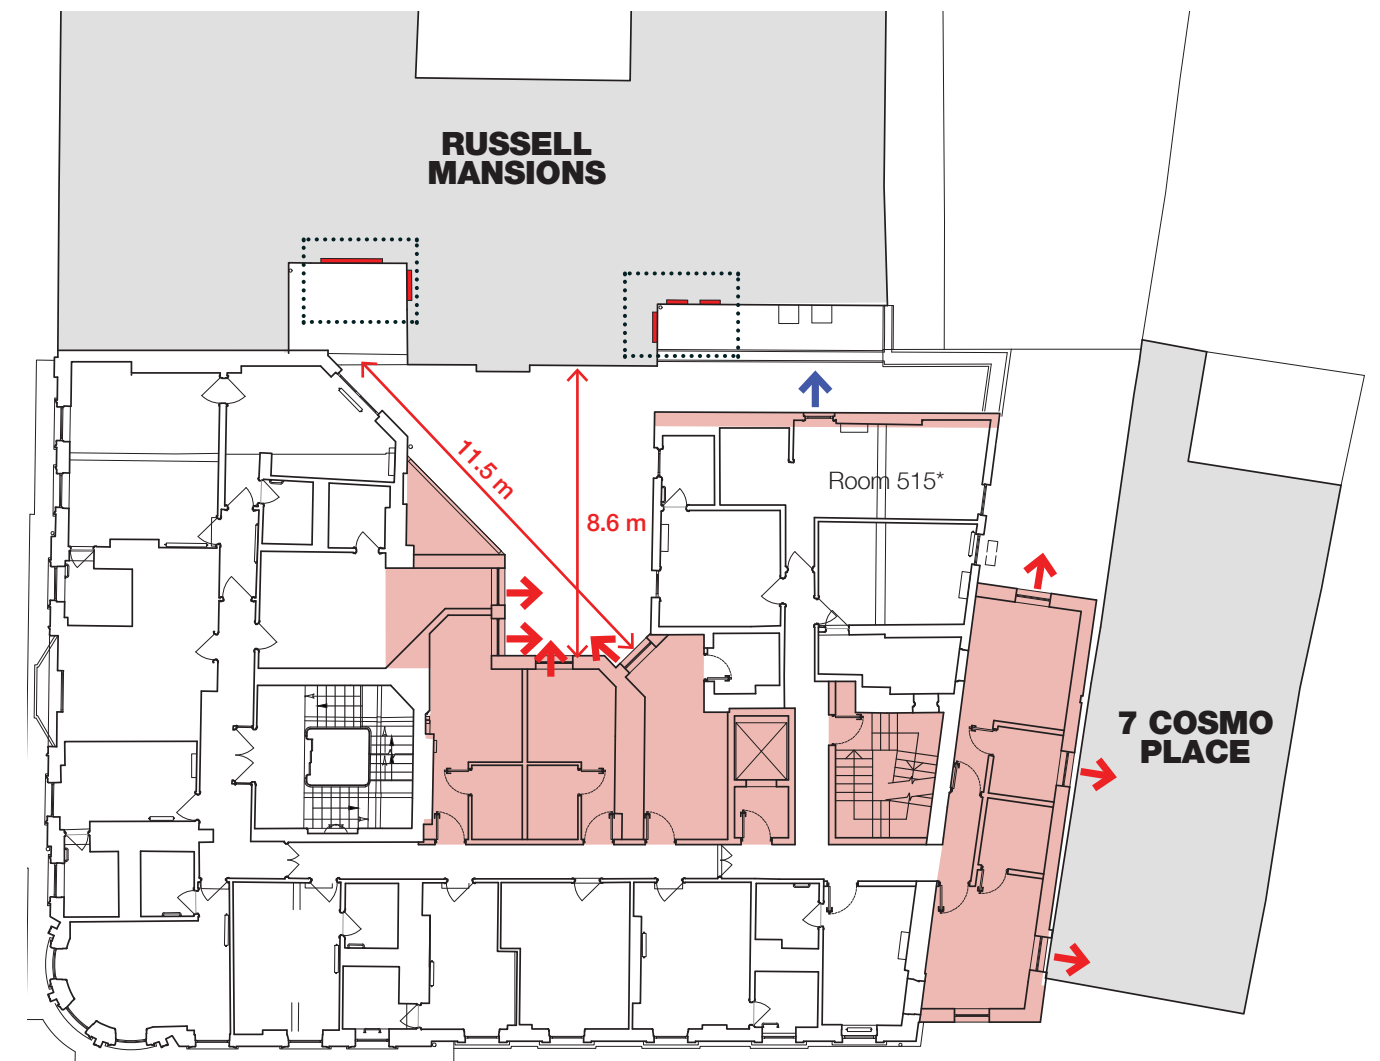 RUSSELL
MANSIONS
11.5 m
8.6 m
Room 515*
7 COSMO
PLACE